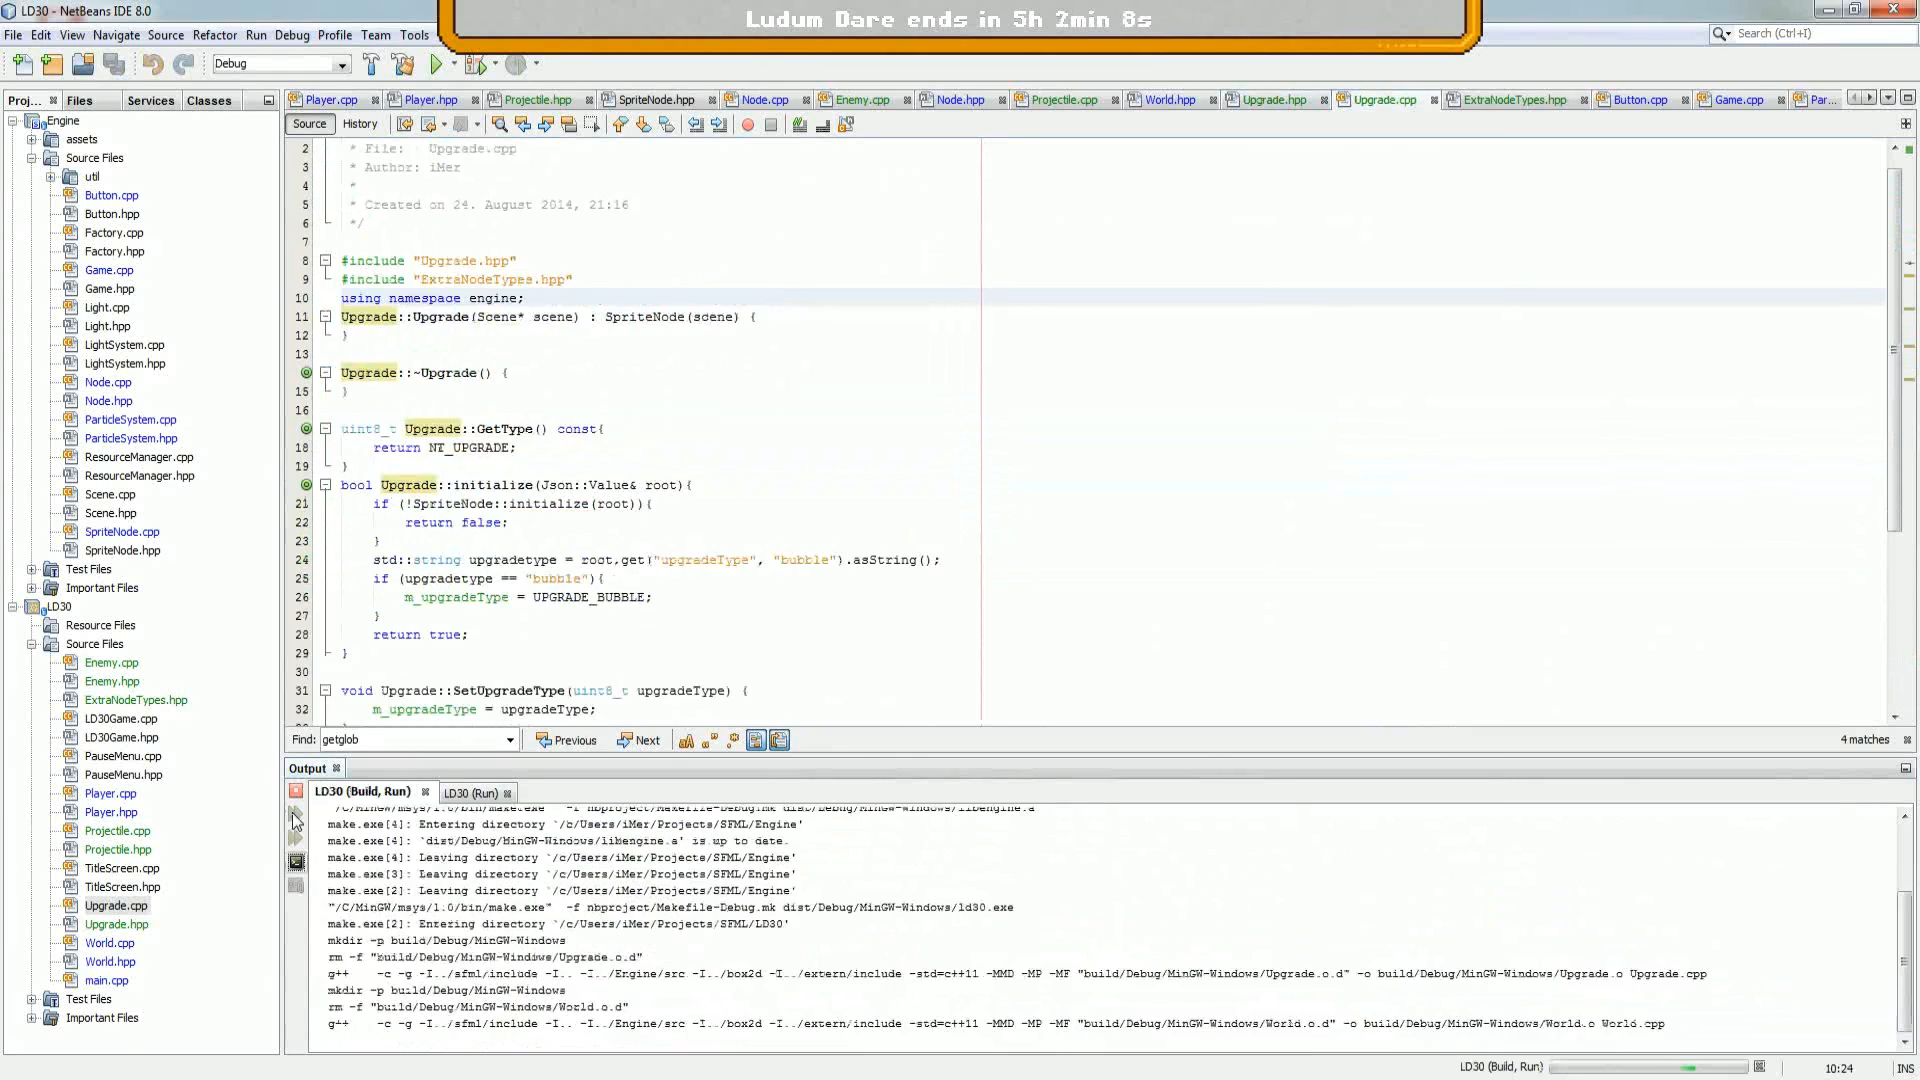 LD30 - NetBeans IDE 8.0
Ludum Dare ends in 5h 2min 8s
File Edit View Navigate Source Refactor Run Debug Profile Team Tools
Search (Ctrl+I)
Debug
Proj... Files Services Classes
Player.cpp Player.hpp Projectile.hpp SpriteNode.hpp Node.cpp Enemy.cpp Node.hpp Projectile.cpp World.hpp Upgrade.hpp Upgrade.cpp ExtraNodeTypes.hpp Button.cpp Game.cpp Par...
Source History
Engine
assets
Source Files
util
Button.cpp
Button.hpp
Factory.cpp
Factory.hpp
Game.cpp
Game.hpp
Light.cpp
Light.hpp
LightSystem.cpp
LightSystem.hpp
Node.cpp
Node.hpp
ParticleSystem.cpp
ParticleSystem.hpp
ResourceManager.cpp
ResourceManager.hpp
Scene.cpp
Scene.hpp
SpriteNode.cpp
SpriteNode.hpp
Test Files
Important Files
LD30
Resource Files
Source Files
Enemy.cpp
Enemy.hpp
ExtraNodeTypes.hpp
LD30Game.cpp
LD30Game.hpp
PauseMenu.cpp
PauseMenu.hpp
Player.cpp
Player.hpp
Projectile.cpp
Projectile.hpp
TitleScreen.cpp
TitleScreen.hpp
Upgrade.cpp
Upgrade.hpp
World.cpp
World.hpp
main.cpp
Test Files
Important Files
2 * File: Upgrade.cpp
3 * Author: iMer
4 *
5 * Created on 24. August 2014, 21:16
6 */
7
8 #include "Upgrade.hpp"
9 #include "ExtraNodeTypes.hpp"
10 using namespace engine;
11 Upgrade::Upgrade(Scene* scene) : SpriteNode(scene) {
12 }
13
Upgrade::~Upgrade() {
15 }
16
uint8_t Upgrade::GetType() const{
18 return NT_UPGRADE;
19 }
bool Upgrade::initialize(Json::Value& root){
21 if (!SpriteNode::initialize(root)){
22 return false;
23 }
24 std::string upgradetype = root.get("upgradeType", "bubble").asString();
25 if (upgradetype == "bubble"){
26 m_upgradeType = UPGRADE_BUBBLE;
27 }
28 return true;
29 }
30
31 void Upgrade::SetUpgradeType(uint8_t upgradeType) {
32 m_upgradeType = upgradeType;
Find: getglob Previous Next 4 matches
Output
LD30 (Build, Run) LD30 (Run)
"/C/MinGW/msys/1.0/bin/make.exe" -f nbproject/Makefile-Debug.mk dist/Debug/MinGW-Windows/libengine.a
make.exe[4]: Entering directory `/c/Users/iMer/Projects/SFML/Engine'
make.exe[4]: `dist/Debug/MinGW-Windows/libengine.a' is up to date.
make.exe[4]: Leaving directory `/c/Users/iMer/Projects/SFML/Engine'
make.exe[3]: Leaving directory `/c/Users/iMer/Projects/SFML/Engine'
make.exe[2]: Leaving directory `/c/Users/iMer/Projects/SFML/Engine'
"/C/MinGW/msys/1.0/bin/make.exe" -f nbproject/Makefile-Debug.mk dist/Debug/MinGW-Windows/ld30.exe
make.exe[2]: Entering directory `/c/Users/iMer/Projects/SFML/LD30'
mkdir -p build/Debug/MinGW-Windows
rm -f "build/Debug/MinGW-Windows/Upgrade.o.d"
g++ -c -g -I../sfml/include -I.. -I../Engine/src -I../box2d -I../extern/include -std=c++11 -MMD -MP -MF "build/Debug/MinGW-Windows/Upgrade.o.d" -o build/Debug/MinGW-Windows/Upgrade.o Upgrade.cpp
mkdir -p build/Debug/MinGW-Windows
rm -f "build/Debug/MinGW-Windows/World.o.d"
g++ -c -g -I../sfml/include -I.. -I../Engine/src -I../box2d -I../extern/include -std=c++11 -MMD -MP -MF "build/Debug/MinGW-Windows/World.o.d" -o build/Debug/MinGW-Windows/World.o World.cpp
LD30 (Build, Run) 10:24 INS